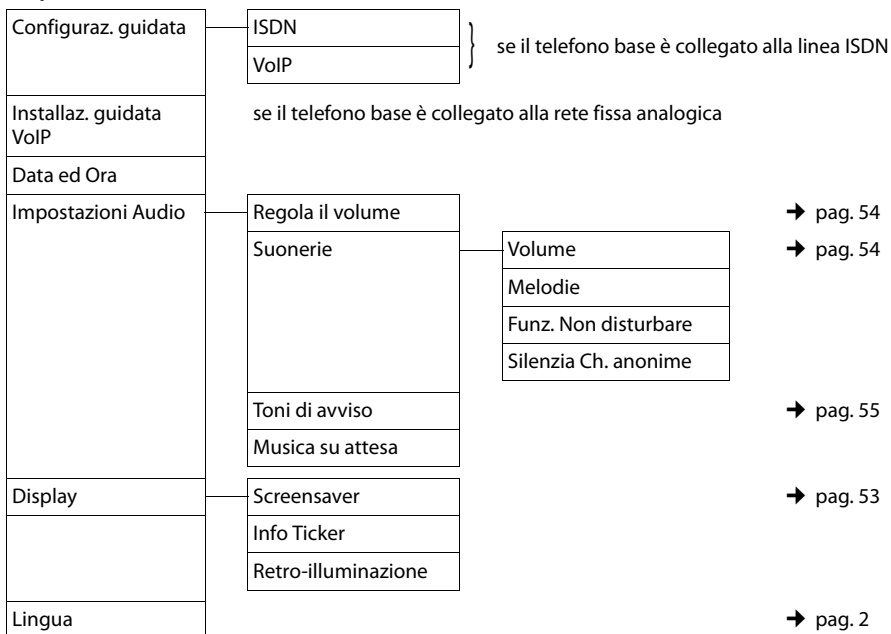 Configuraz. guidata ISDN
VoIP
se il telefono base è collegato alla linea ISDN
Installaz. guidata VoIP
se il telefono base è collegato alla rete fissa analogica
Data ed Ora
Impostazioni Audio Regola il volume ➔ pag. 54
Suonerie Volume ➔ pag. 54
Melodie
Funz. Non disturbare
Silenzia Ch. anonime
Toni di avviso ➔ pag. 55
Musica su attesa
Display Screensaver ➔ pag. 53
Info Ticker
Retro-illuminazione
Lingua ➔ pag. 2